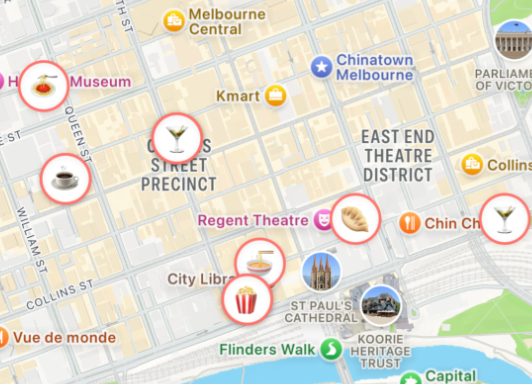 TH ST
Melbourne
Central
Chinatown
Melbourne
PARLIAME
OF VICTO
H
Museum
Kmart
QUEEN ST
E ST
EAST END
THEATRE
DISTRICT
C S
STREET
PRECINCT
Collins
Regent Theatre
Chin Ch
WILLIAM ST
City Libr
COLLINS ST
ST PAUL'S
CATHEDRAL
Vue de monde
Flinders Walk
KOORIE
HERITAGE
TRUST
Capital